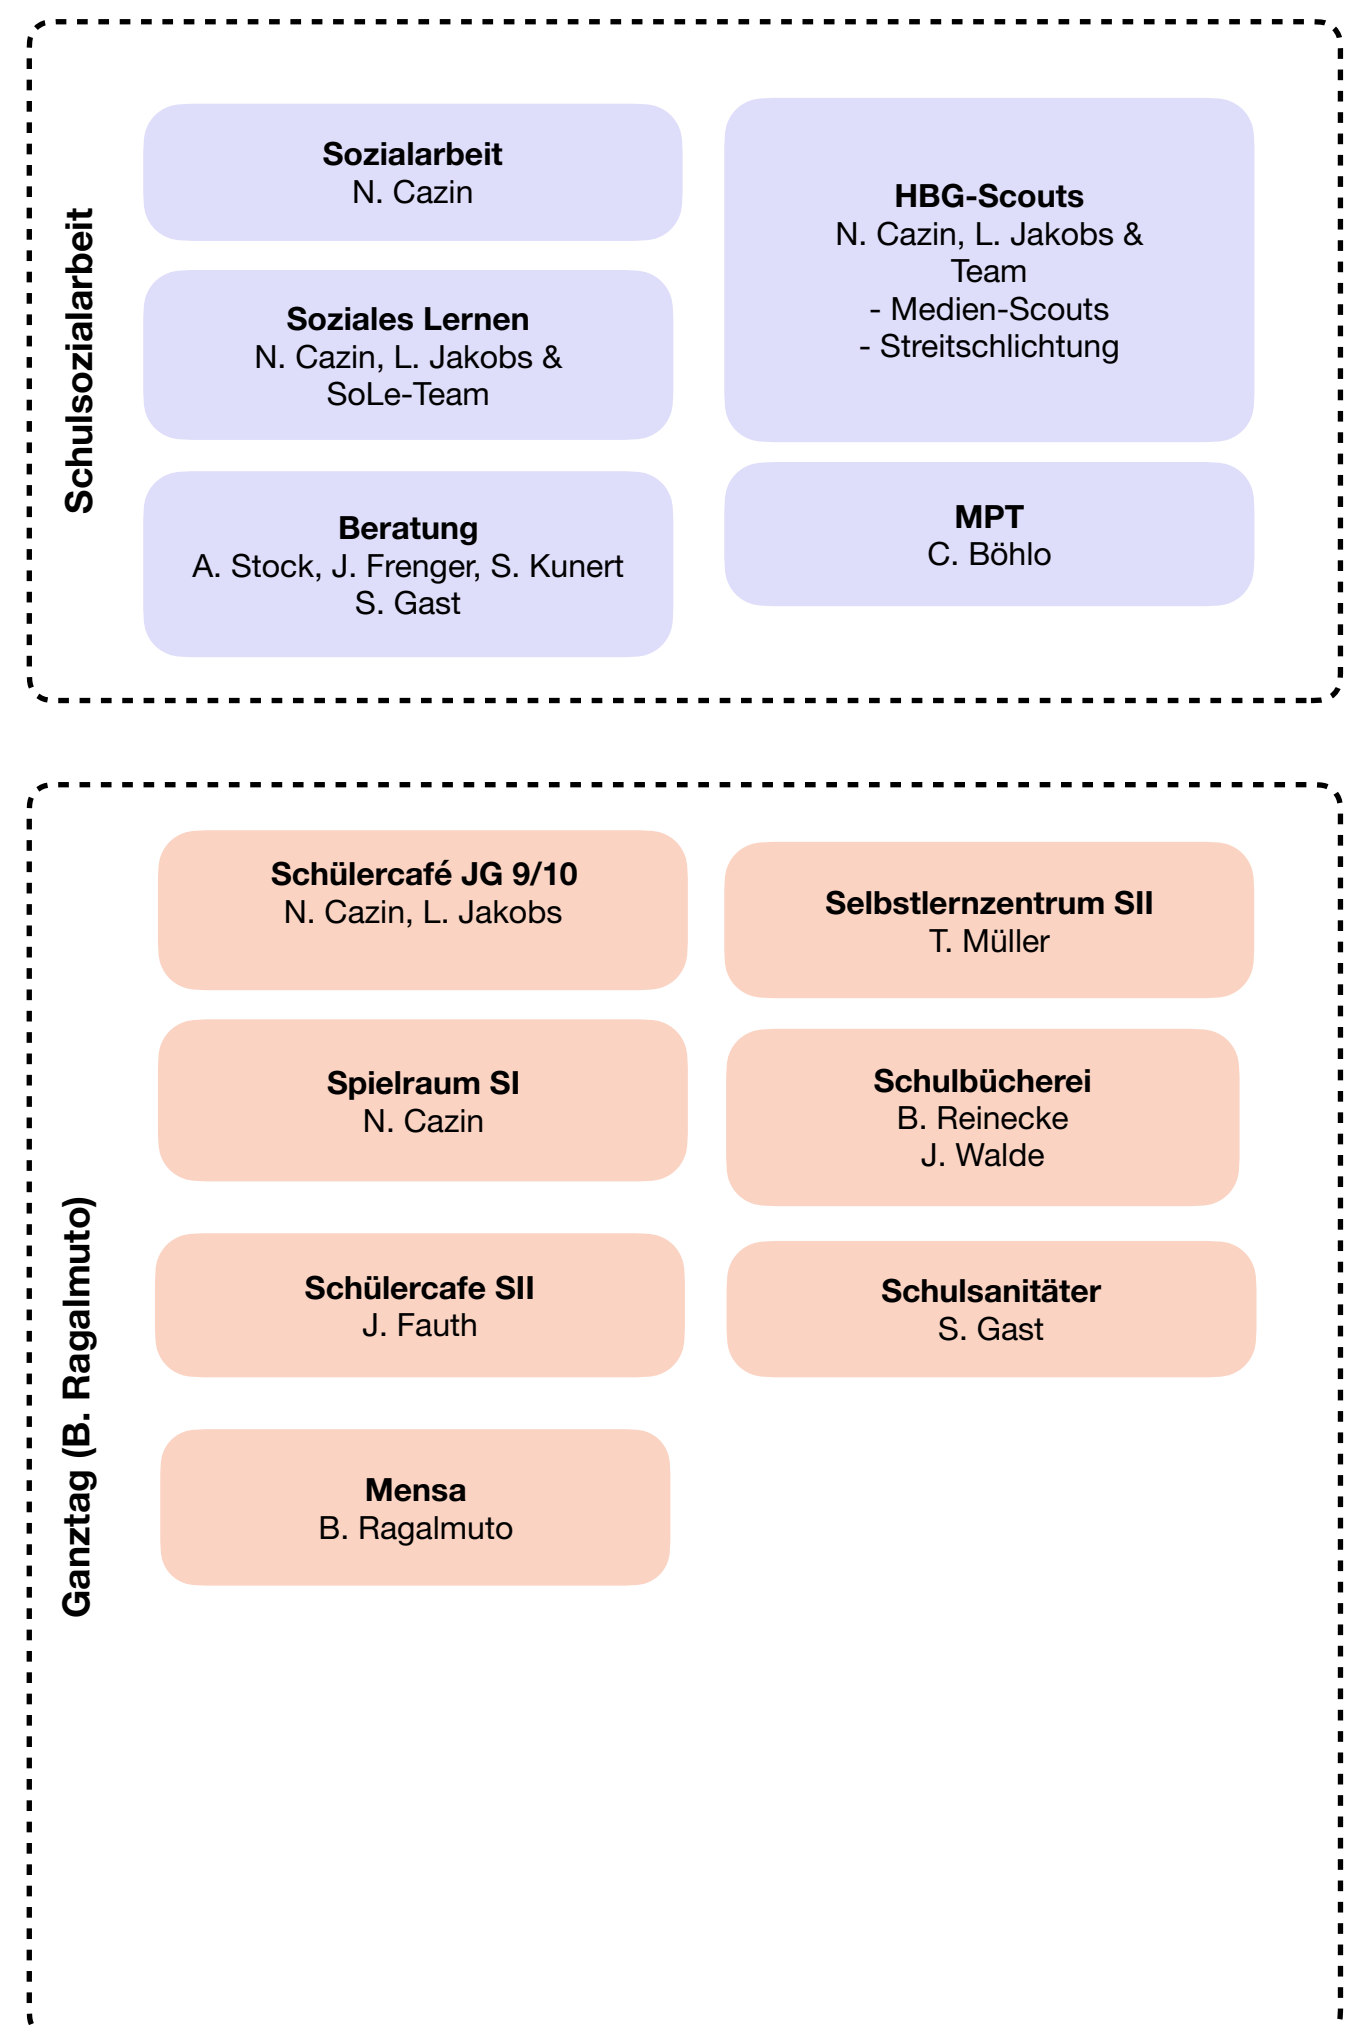 Schulsozialarbeit
Sozialarbeit
N. Cazin
Soziales Lernen
N. Cazin, L. Jakobs &
SoLe-Team
Beratung
A. Stock, J. Frenger, S. Kunert
S. Gast
HBG-Scouts
N. Cazin, L. Jakobs &
Team
- Medien-Scouts
- Streitschlichtung
MPT
C. Böhlo
Ganztag (B. Ragalmuto)
Schülercafé JG 9/10
N. Cazin, L. Jakobs
Spielraum SI
N. Cazin
Schülercafe SII
J. Fauth
Mensa
B. Ragalmuto
Selbstlernzentrum SII
T. Müller
Schulbücherei
B. Reinecke
J. Walde
Schulsanitäter
S. Gast